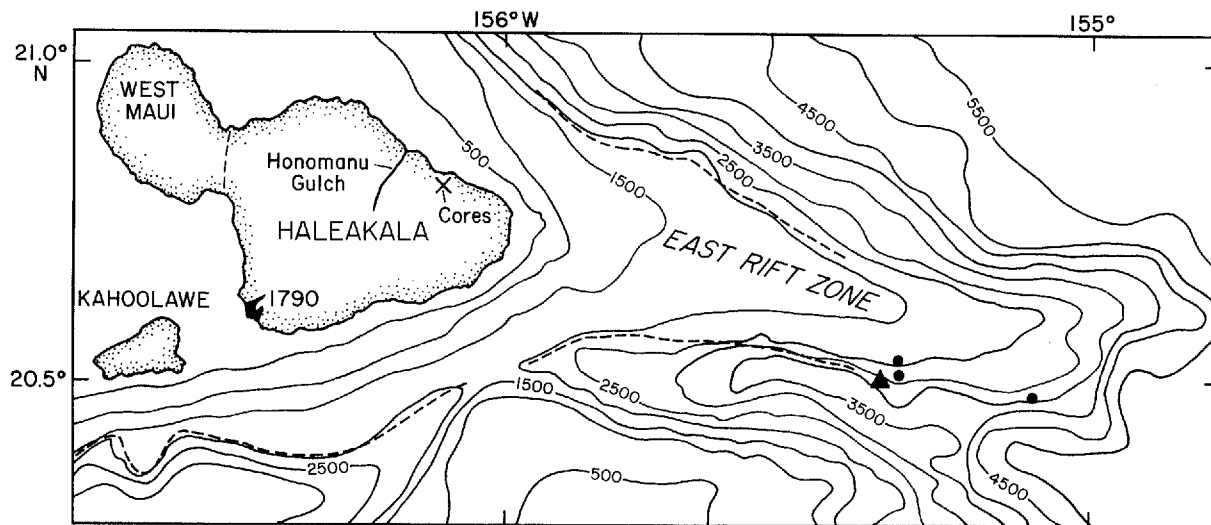 156°W
155°
21.0°
N
WEST
MAUI
Honomanu
Gulch
Cores
HALEAKALA
KAHOOLAWE
1790
20.5°
500
1500
2500
3500
4500
5500
EAST RIFT ZONE
1500
2500
3500
2500
500
4500